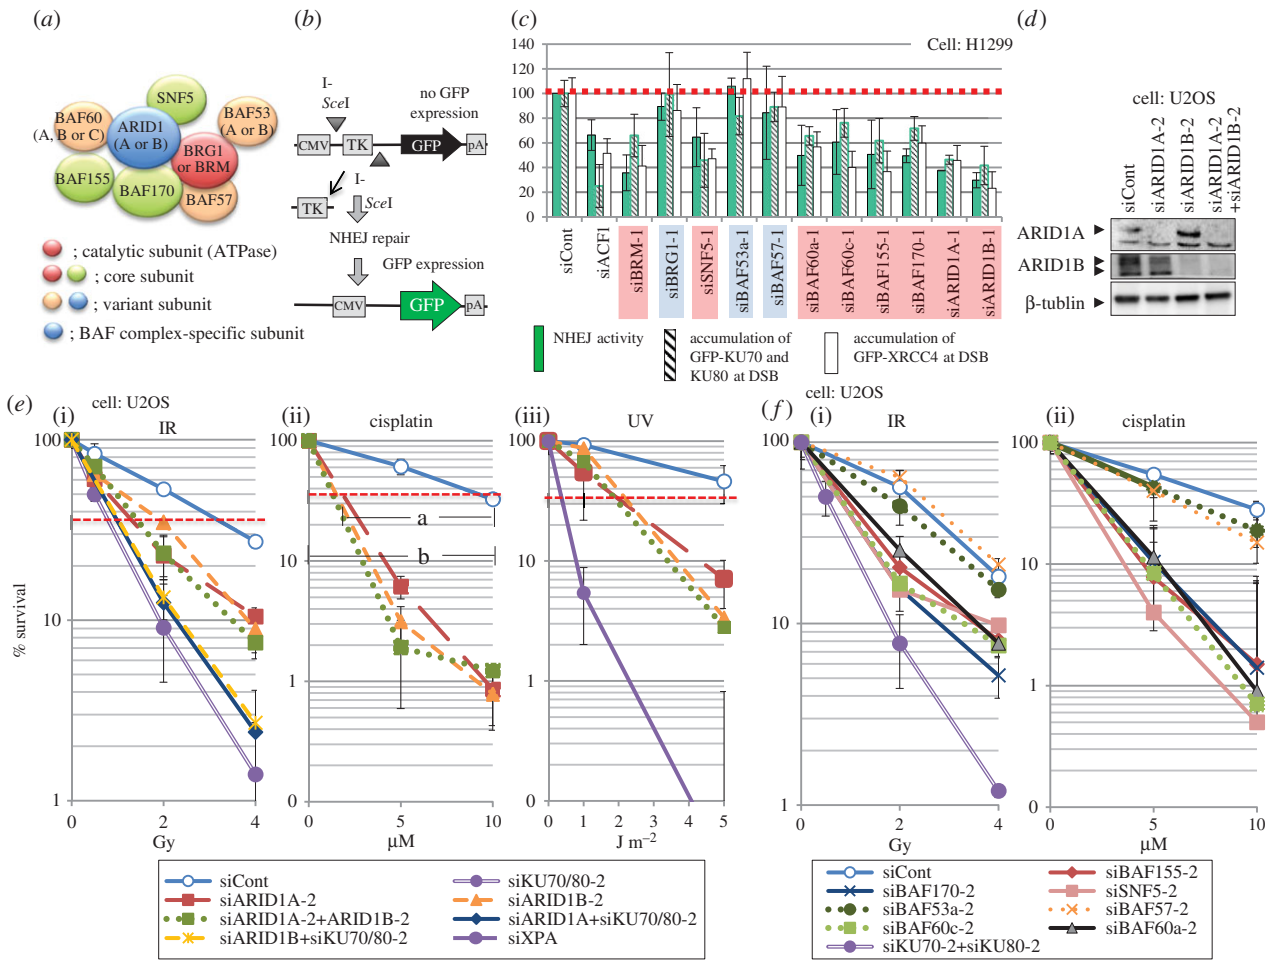 (a)
SNF5
BAF60
(A, B or C)
ARID1
(A or B)
BAF53
(A or B)
BRG1
or BRM
BAF155
BAF170
BAF57
; catalytic subunit (ATPase)
; core subunit
; variant subunit
; BAF complex-specific subunit
(b)
I-
SceI
no GFP
expression
CMV
TK
GFP
pA
TK
I-
SceI
NHEJ repair
GFP expression
CMV
GFP
pA
(c)
Cell: H1299
140
120
100
80
60
40
20
0
siCont
siACF1
siBRM-1
siBRG1-1
siSNF5-1
siBAF53a-1
siBAF57-1
siBAF60a-1
siBAF60c-1
siBAF155-1
siBAF170-1
siARID1A-1
siARID1B-1
NHEJ activity
accumulation of
GFP-KU70 and
KU80 at DSB
accumulation of
GFP-XRCC4 at DSB
(d)
cell: U2OS
siCont
siARID1A-2
siARID1B-2
siARID1A-2
+siARID1B-2
ARID1A
ARID1B
β-tublin
(e)
cell: U2OS
(i)
IR
% survival
100
10
1
0
2
4
Gy
(ii)
cisplatin
100
10
1
0
a
b
0
5
10
μM
(iii)
UV
100
10
1
0
0
1
2
3
4
5
J m⁻²
siCont
siKU70/80-2
siARID1A-2
siARID1B-2
siARID1A-2+ARID1B-2
siARID1A+siKU70/80-2
siARID1B+siKU70/80-2
siXPA
(f)
cell: U2OS
(i)
IR
100
10
1
0
2
4
Gy
(ii)
cisplatin
100
10
1
0
0
5
10
μM
siCont
siBAF155-2
siBAF170-2
siSNF5-2
siBAF53a-2
siBAF57-2
siBAF60c-2
siBAF60a-2
siKU70-2+siKU80-2